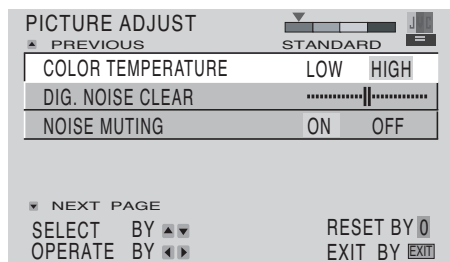 PICTURE ADJUST
PREVIOUS STANDARD
COLOR TEMPERATURE LOW HIGH
DIG. NOISE CLEAR
NOISE MUTING ON OFF
NEXT PAGE
SELECT BY RESET BY 0
OPERATE BY EXIT BY EXIT